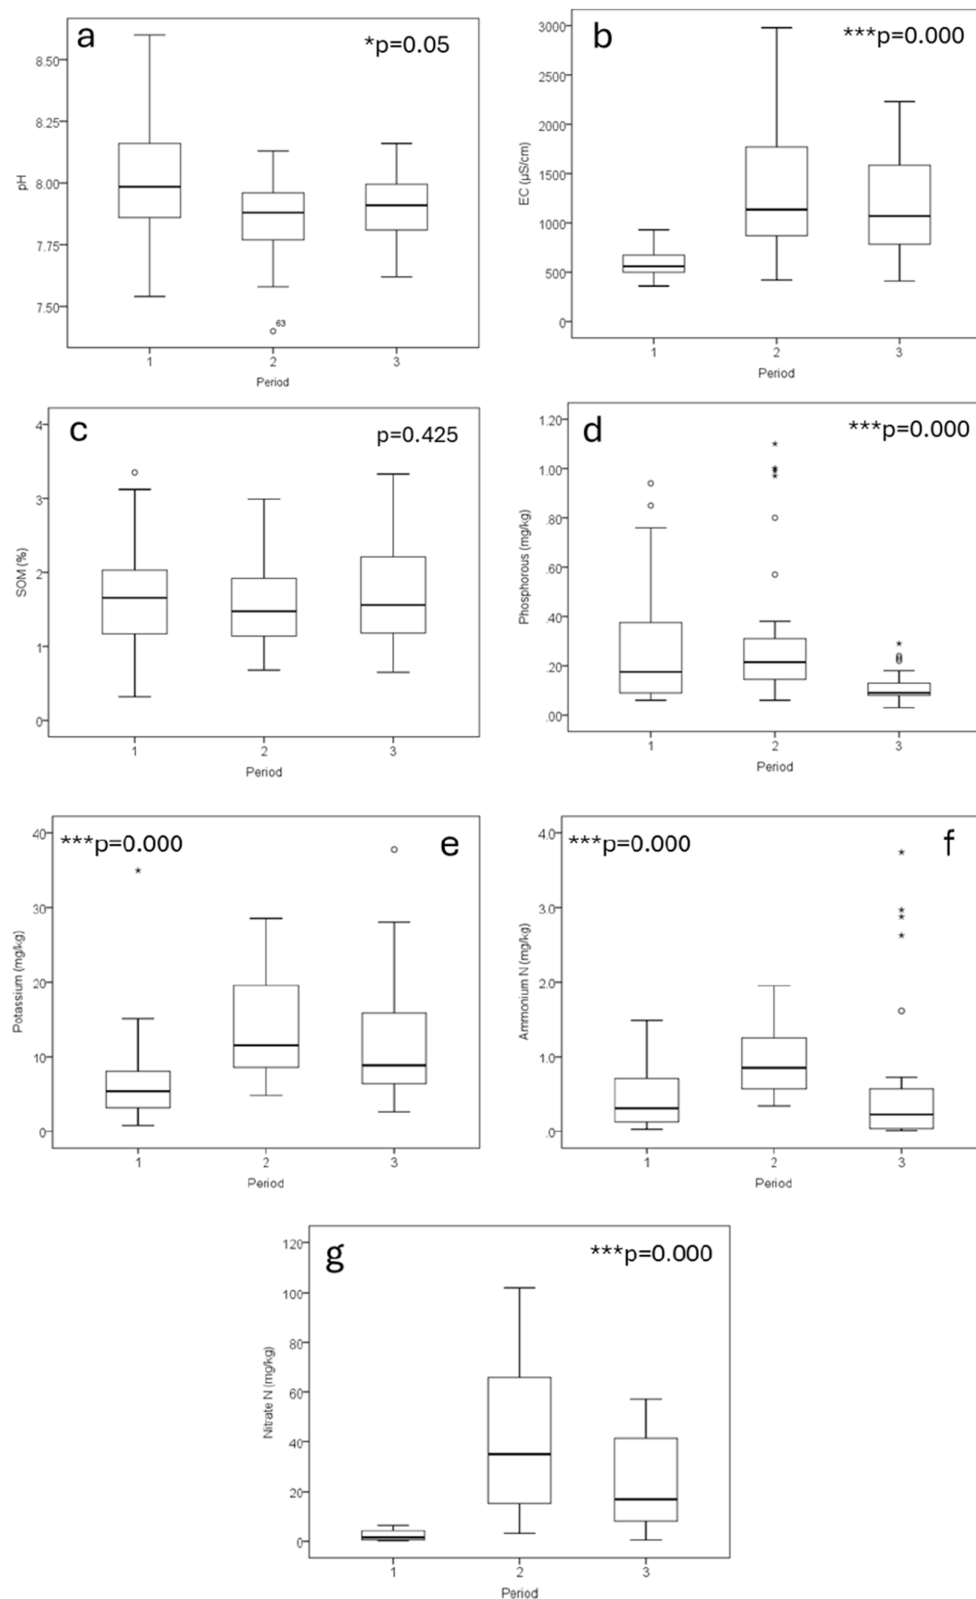 a
*p=0.05
8.50
8.25
8.00
7.75
7.50
pH
63
1 2 3
Period
b
***p=0.000
3000
2500
2000
1500
1000
500
0
EC (µS/cm)
1 2 3
Period
c
p=0.425
4
3
2
1
0
SOM (%)
1 2 3
Period
d
***p=0.000
1.20
1.00
.80
.60
.40
.20
.00
Phosphorous (mg/kg)
1 2 3
Period
***p=0.000
e
40
30
20
10
0
Potassium (mg/kg)
1 2 3
Period
***p=0.000
f
4.0
3.0
2.0
1.0
.0
Ammonium N (mg/kg)
1 2 3
Period
g
***p=0.000
120
100
80
60
40
20
0
Nitrate N (mg/kg)
1 2 3
Period